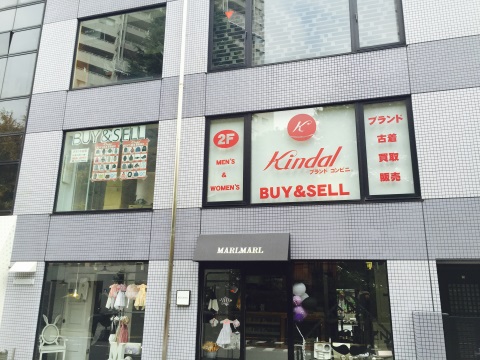 BUY&SELL
2F
MEN'S
&
WOMEN'S
K
Kindal
ブランド コンビニ
BUY&SELL
ブランド
古着
買取
販売
MARLMARL